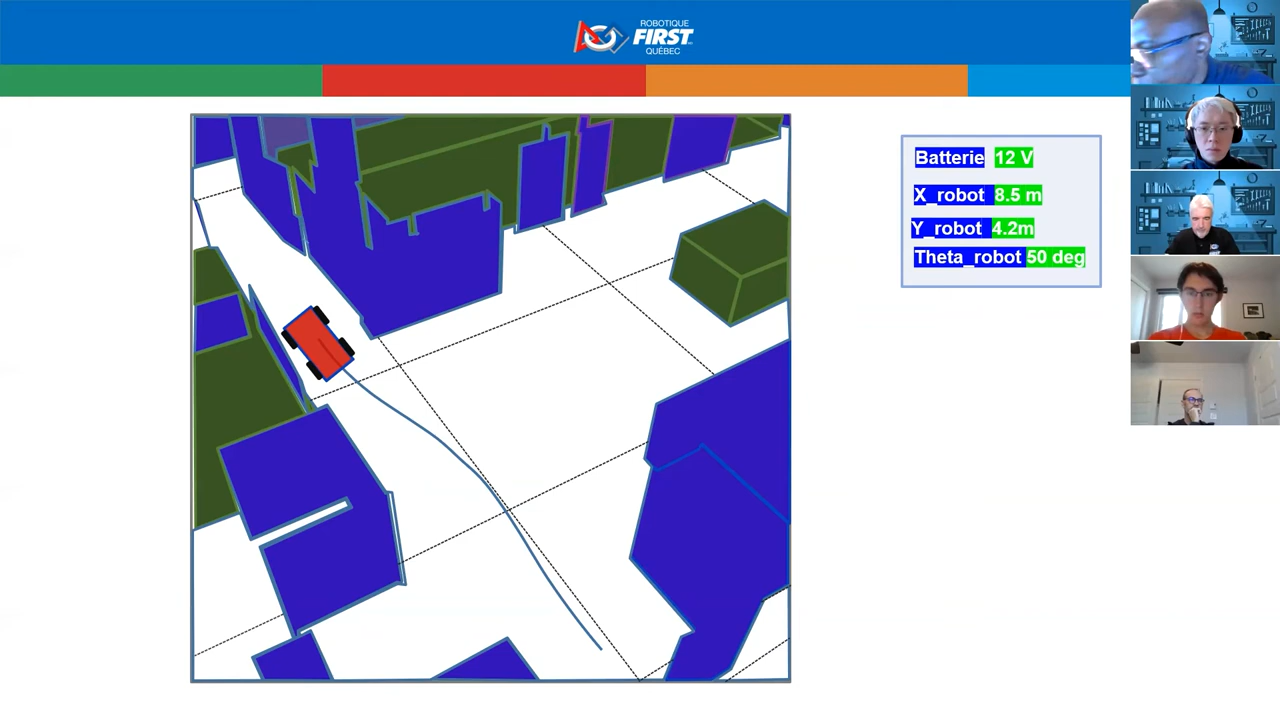 ROBOTIQUE
FIRST
QUÉBEC
Batterie 12 V
X_robot 8.5 m
Y_robot 4.2m
Theta_robot 50 deg